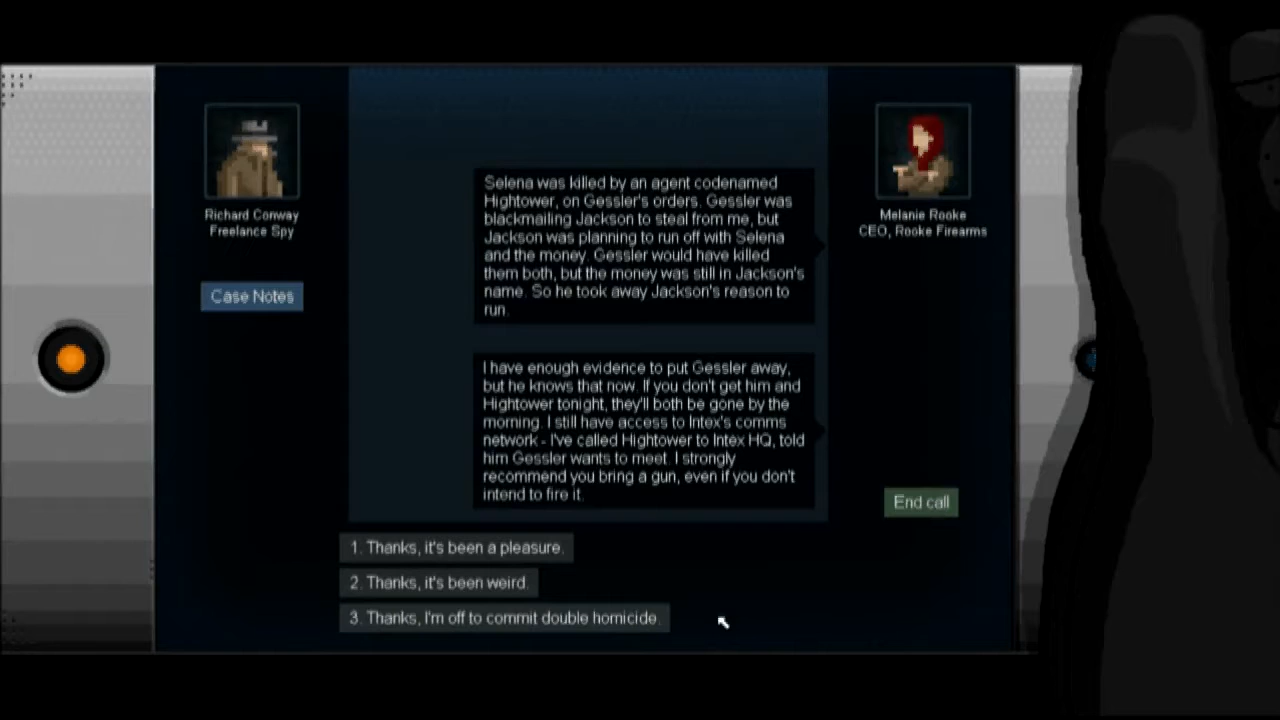 Richard Conway
Freelance Spy
Case Notes
Selena was killed by an agent codenamed
Hightower, on Gessler's orders. Gessler was
blackmailing Jackson to steal from me, but
Jackson was planning to run off with Selena
and the money. Gessler would have killed
them both, but the money was still in Jackson's
name. So he took away Jackson's reason to
run.
I have enough evidence to put Gessler away,
but he knows that now. If you don't get him and
Hightower tonight, they'll both be gone by the
morning. I still have access to Intex's comms
network - I've called Hightower to Intex HQ, told
him Gessler wants to meet. I strongly
recommend you bring a gun, even if you don't
intend to fire it.
Melanie Rooke
CEO, Rooke Firearms
End call
1. Thanks, it's been a pleasure.
2. Thanks, it's been weird.
3. Thanks, I'm off to commit double homicide.